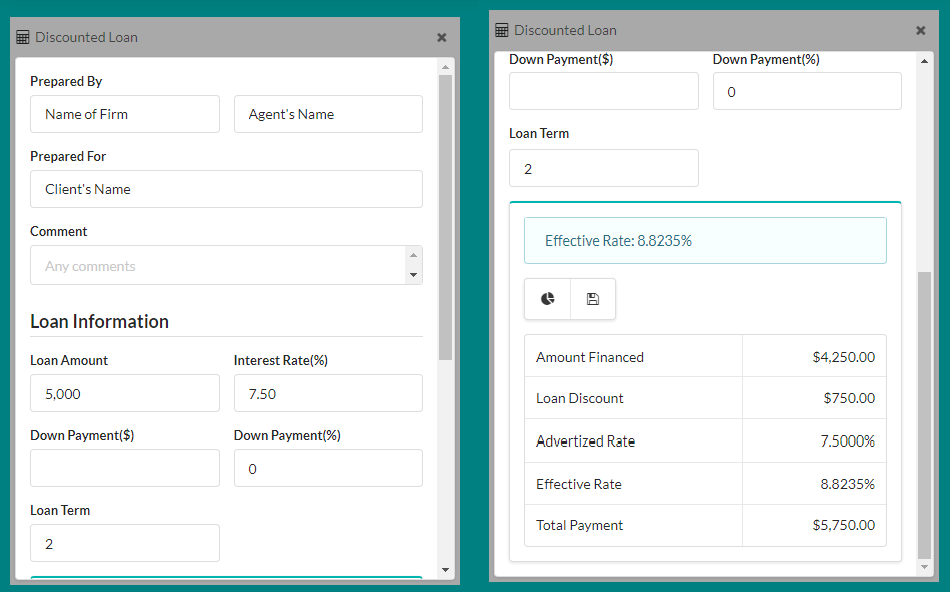 Discounted Loan
Prepared By
Name of Firm Agent's Name
Prepared For
Client's Name
Comment
Any comments
Loan Information
Loan Amount Interest Rate(%)
5,000 7.50
Down Payment($) Down Payment(%)
0
Loan Term
2
Discounted Loan
Down Payment($) Down Payment(%)
0
Loan Term
2
Effective Rate: 8.8235%
Amount Financed $4,250.00
Loan Discount $750.00
Advertized Rate 7.5000%
Effective Rate 8.8235%
Total Payment $5,750.00